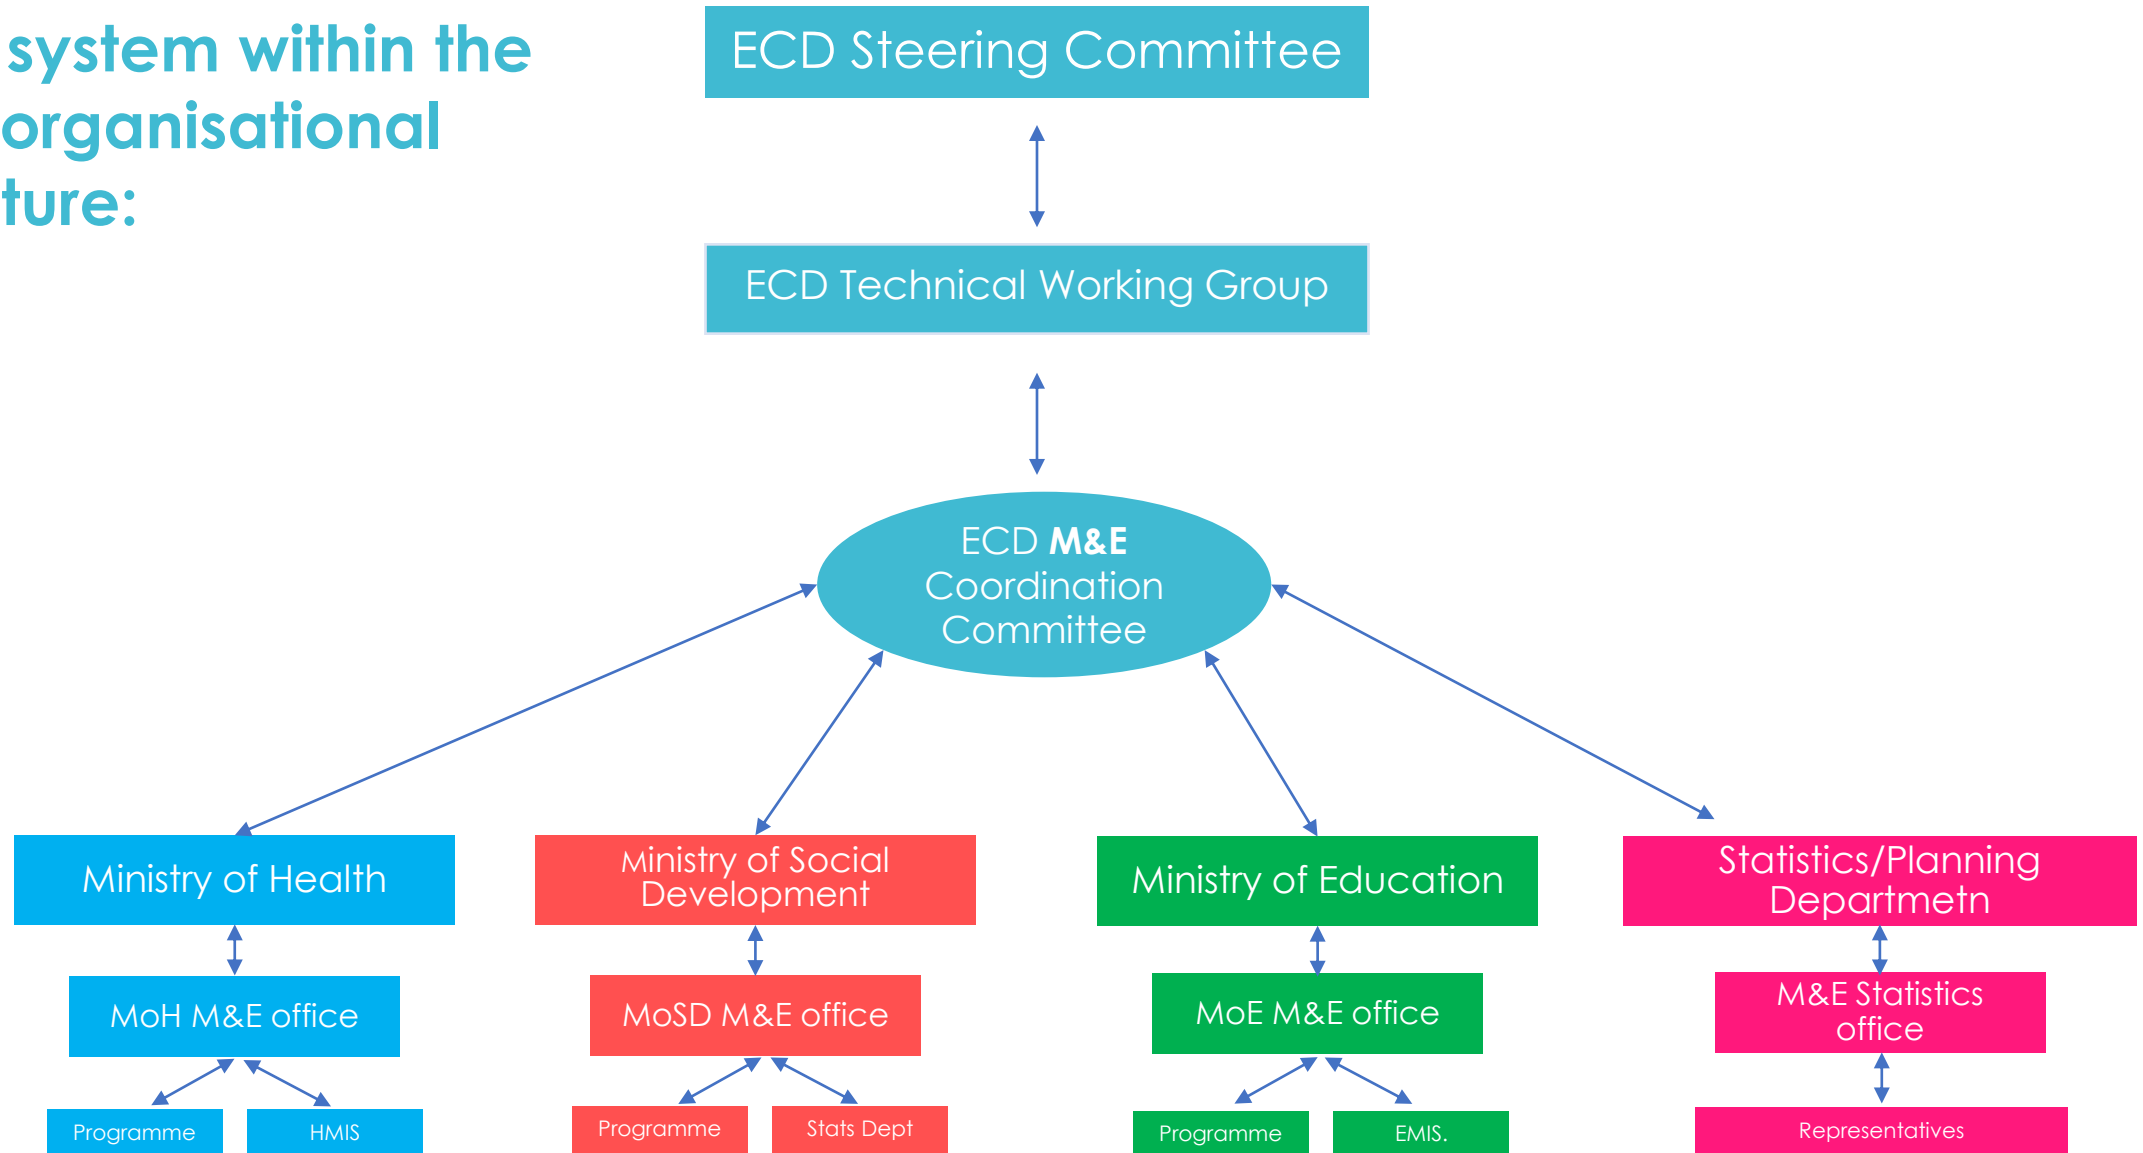 system within the
organisational
ture:
ECD Steering Committee
ECD Technical Working Group
ECD M&E
Coordination
Committee
Ministry of Health
Ministry of Social
Development
Ministry of Education
Statistics/Planning
Departmetn
MoH M&E office
MoSD M&E office
MoE M&E office
M&E Statistics
office
Programme
HMIS
Programme
Stats Dept
Programme
EMIS.
Representatives